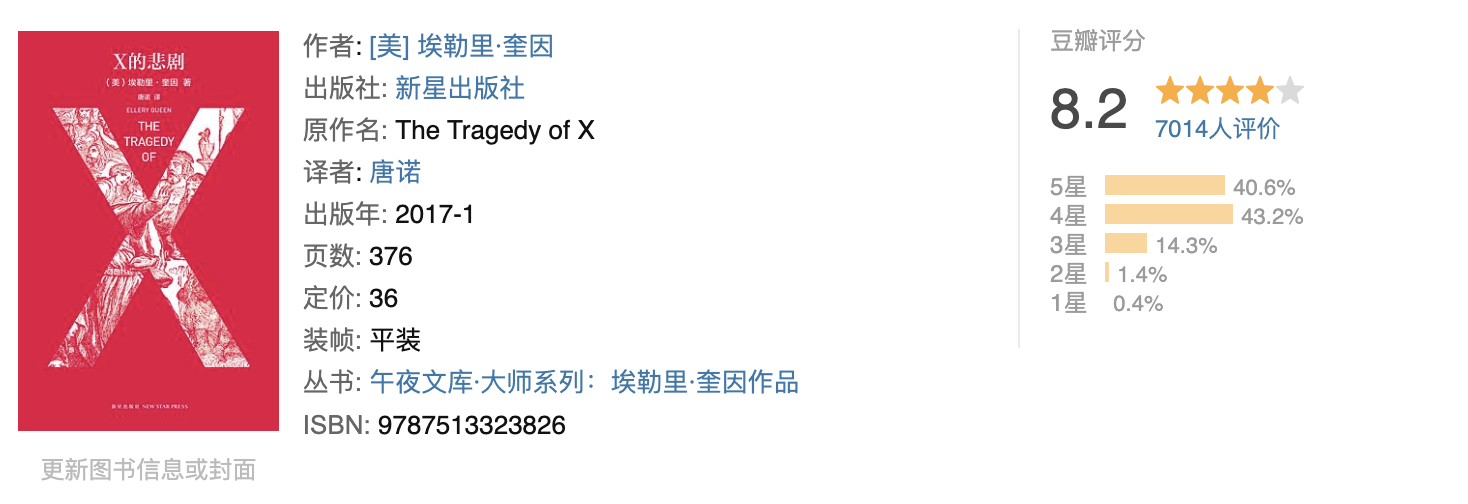 X的悲剧
(美)埃勒里·奎因 著
唐诺 译
ELLERY QUEEN
THE
TRAGEDY
OF
新星出版社 NEW STAR PRESS
更新图书信息或封面
作者: [美] 埃勒里·奎因
出版社: 新星出版社
原作名: The Tragedy of X
译者: 唐诺
出版年: 2017-1
页数: 376
定价: 36
装帧: 平装
丛书: 午夜文库·大师系列：埃勒里·奎因作品
ISBN: 9787513323826
豆瓣评分
8.2
7014人评价
5星 40.6%
4星 43.2%
3星 14.3%
2星 1.4%
1星 0.4%